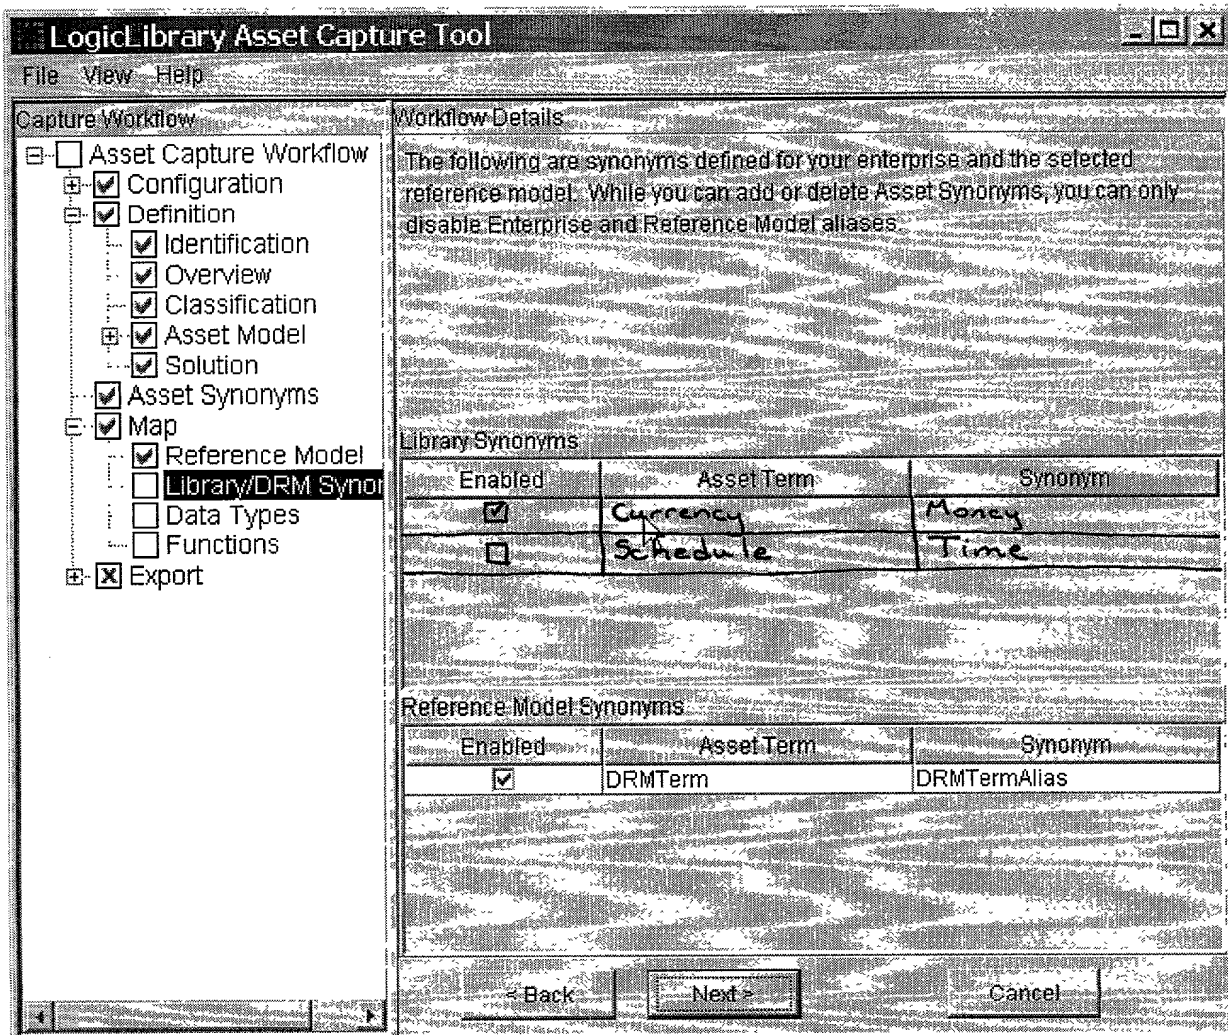 LogicLibrary Asset Capture Tool
File View Help
Capture Workflow
Asset Capture Workflow
Configuration
Definition
Identification
Overview
Classification
Asset Model
Solution
Asset Synonyms
Map
Reference Model
Library/DRM Synon
Data Types
Functions
Export
Workflow Details
The following are synonyms defined for your enterprise and the selected
reference model. While you can add or delete Asset Synonyms, you can only
disable Enterprise and Reference Model aliases.
Library Synonyms
Enabled Asset Term Synonym
Currency Money
Schedule Time
Reference Model Synonyms
Enabled Asset Term Synonym
DRMTerm DRMTermAlias
< Back Next > Cancel